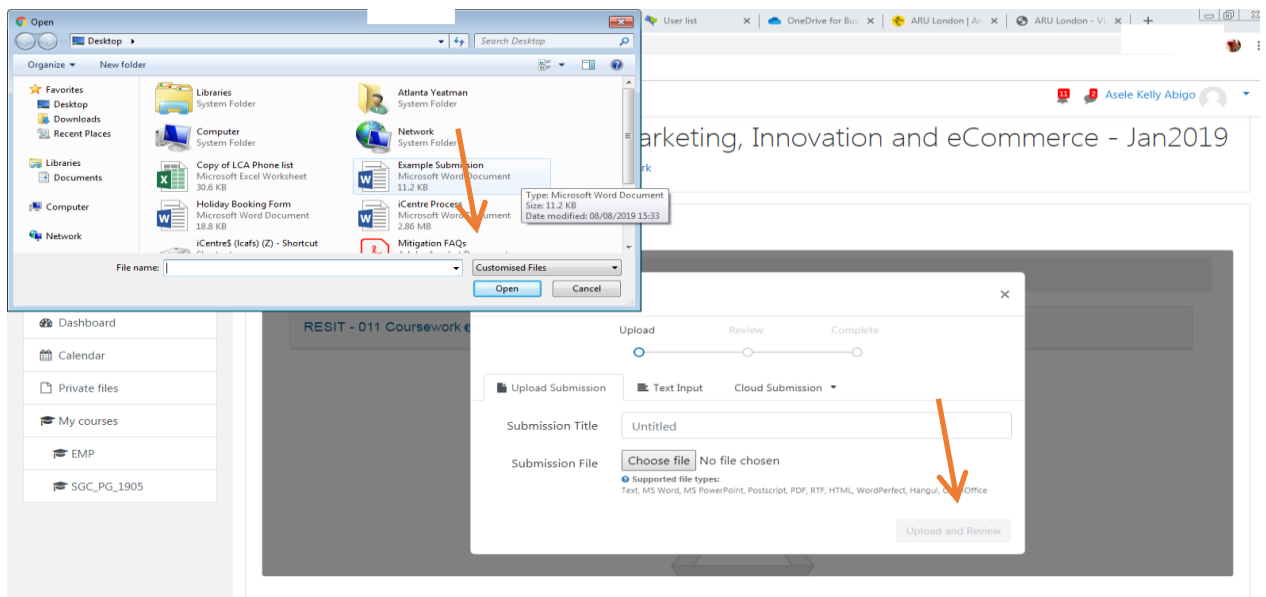 Open
User list
OneDrive for Bus
ARU London | An
ARU London - VL
Desktop
Search Desktop
Organize
New folder
Favorites
Desktop
Downloads
Recent Places
Libraries
Documents
Computer
Network
Libraries
System Folder
Atlanta Yeatman
System Folder
Computer
System Folder
Network
System Folder
Copy of LCA Phone list
Microsoft Excel Worksheet
30.6 KB
Example Submission
Microsoft Word Document
11.2 KB
Holiday Booking Form
Microsoft Word Document
18.8 KB
iCentre Process
Microsoft Word Document
2.86 MB
iCentre$ (lcafs) (Z) - Shortcut
Mitigation FAQs
Type: Microsoft Word Document
Size: 11.2 KB
Date modified: 08/08/2019 15:33
File name:
Customised Files
Open
Cancel
11
2
Asele Kelly Abigo
arketing, Innovation and eCommerce - Jan2019
rk
Dashboard
Calendar
Private files
My courses
EMP
SGC_PG_1905
RESIT - 011 Coursework
Upload
Review
Complete
Upload Submission
Text Input
Cloud Submission
Submission Title
Untitled
Submission File
Choose file
No file chosen
Supported file types:
Text, MS Word, MS PowerPoint, Postscript, PDF, RTF, HTML, WordPerfect, Hangul, Office
Upload and Review